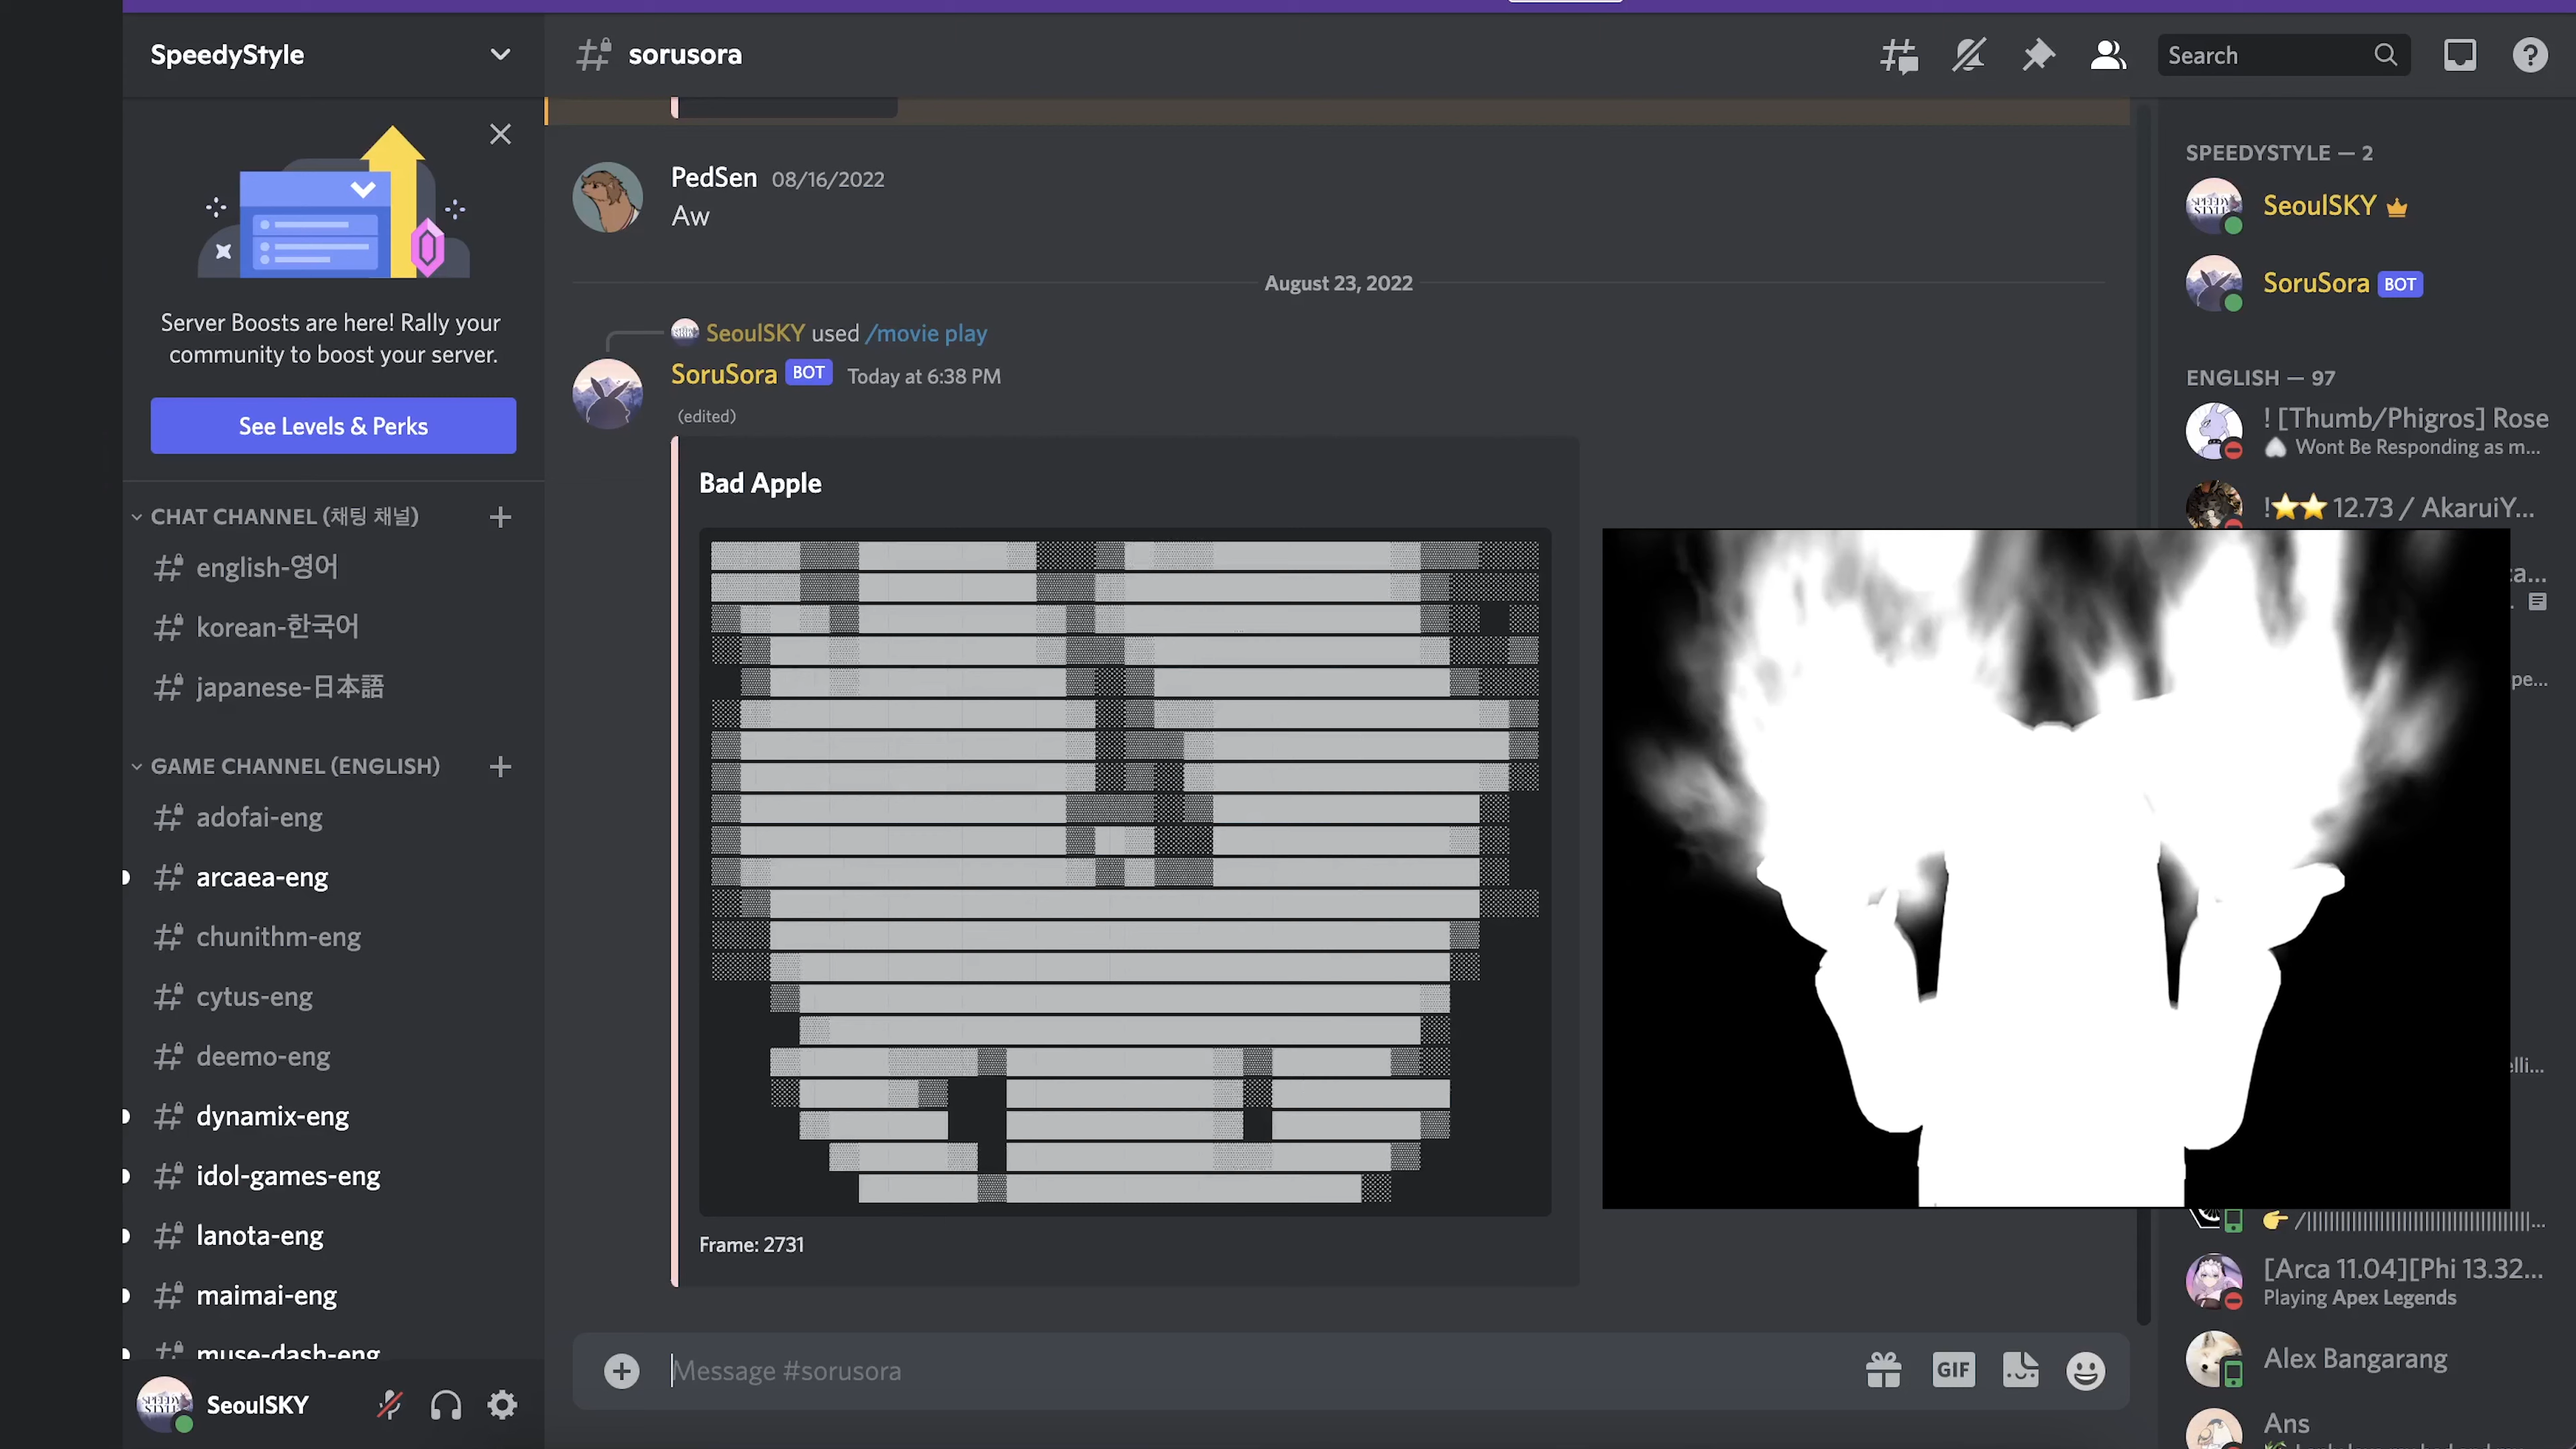 SpeedyStyle
Server Boosts are here! Rally your
community to boost your server.
See Levels & Perks
CHAT CHANNEL (채팅 채널)
english-영어
korean-한국어
japanese-日本語
GAME CHANNEL (ENGLISH)
adofai-eng
arcaea-eng
chunithm-eng
cytus-eng
deemo-eng
dynamix-eng
idol-games-eng
lanota-eng
maimai-eng
muse-dash-eng
SeoulSKY
sorusora
Search
PedSen 08/16/2022
Aw
August 23, 2022
SeoulSKY used /movie play
SoruSora BOT Today at 6:38 PM
(edited)
Bad Apple
Frame: 2731
Message #sorusora
GIF
SPEEDYSTYLE — 2
SeoulSKY
SoruSora BOT
ENGLISH — 97
! [Thumb/Phigros] Rose
Wont Be Responding as m...
!⭐⭐ 12.73 / AkaruiY...
[Arca 11.04][Phi 13.32...
Playing Apex Legends
Alex Bangarang
Ans